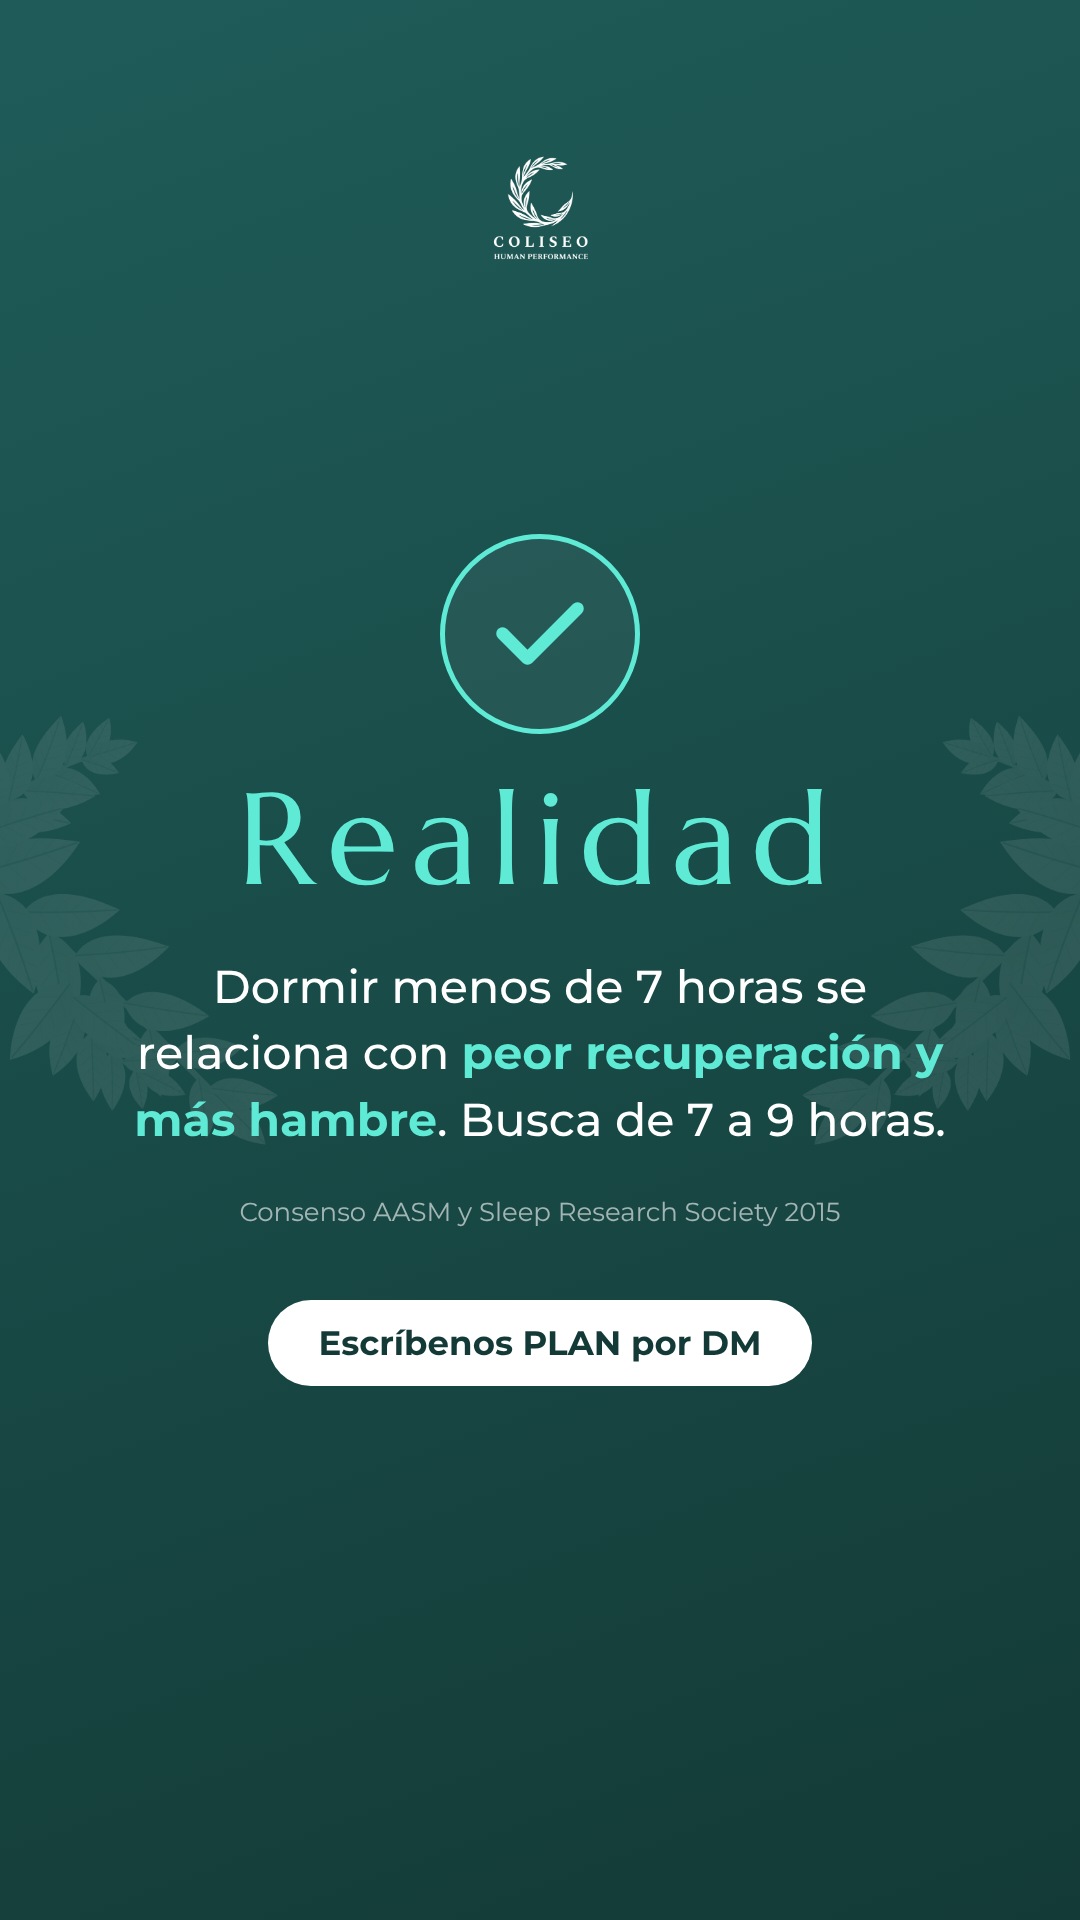 COLISEO
HUMAN PERFORMANCE
Realidad
Dormir menos de 7 horas se
relaciona con peor recuperación y
más hambre. Busca de 7 a 9 horas.
Consenso AASM y Sleep Research Society 2015
Escríbenos PLAN por DM